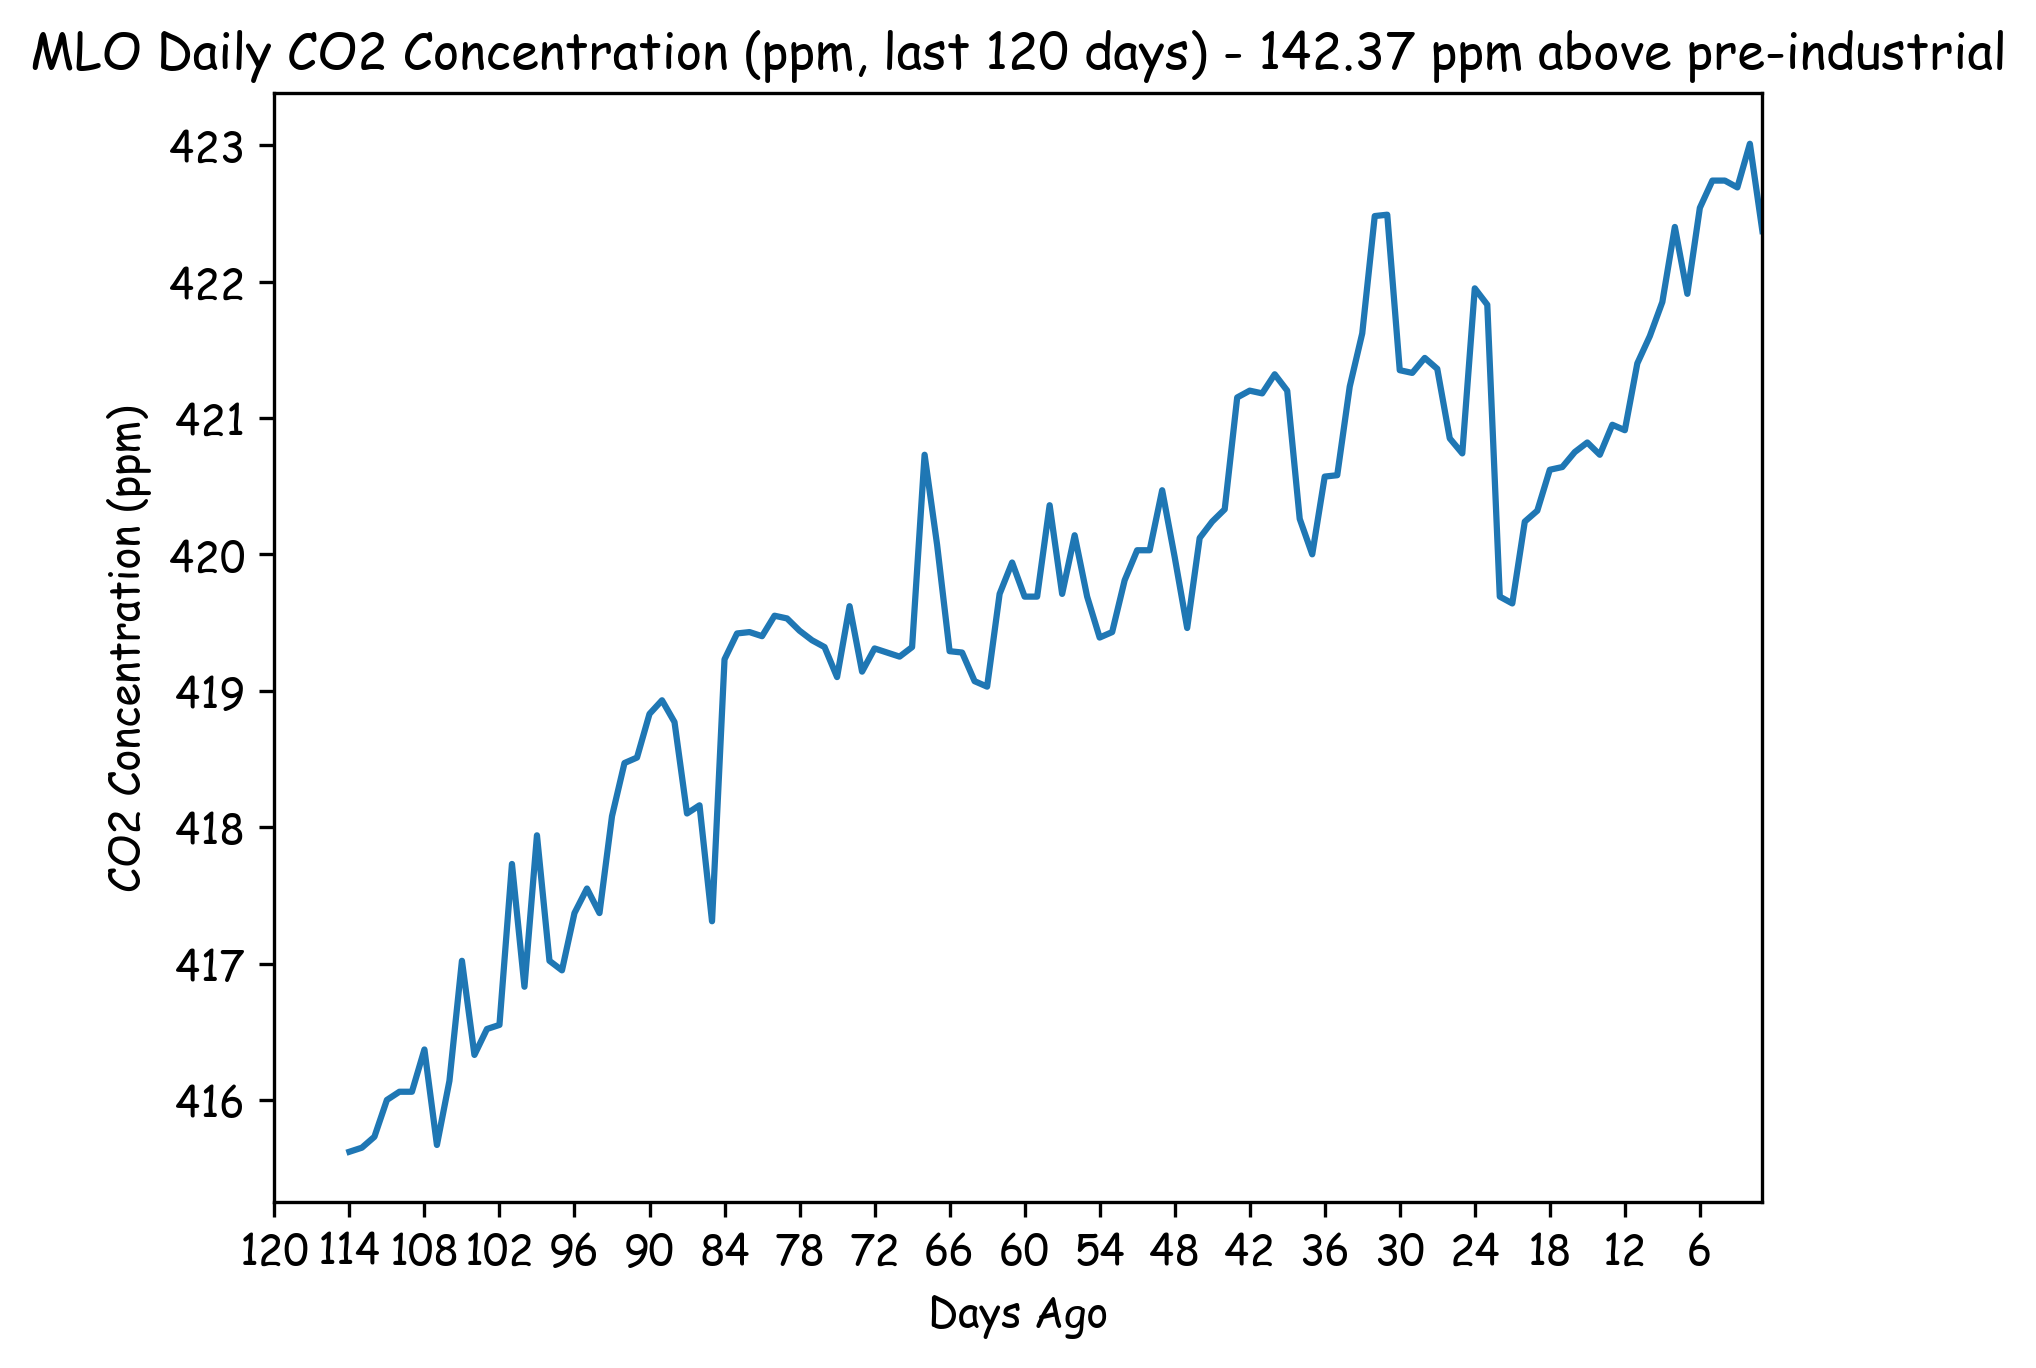 MLO Daily CO2 Concentration (ppm, last 120 days) - 142.37 ppm above pre-industrial
423
422
421
420
419
418
417
416
CO2 Concentration (ppm)
120 114 108 102 96 90 84 78 72 66 60 54 48 42 36 30 24 18 12 6
Days Ago